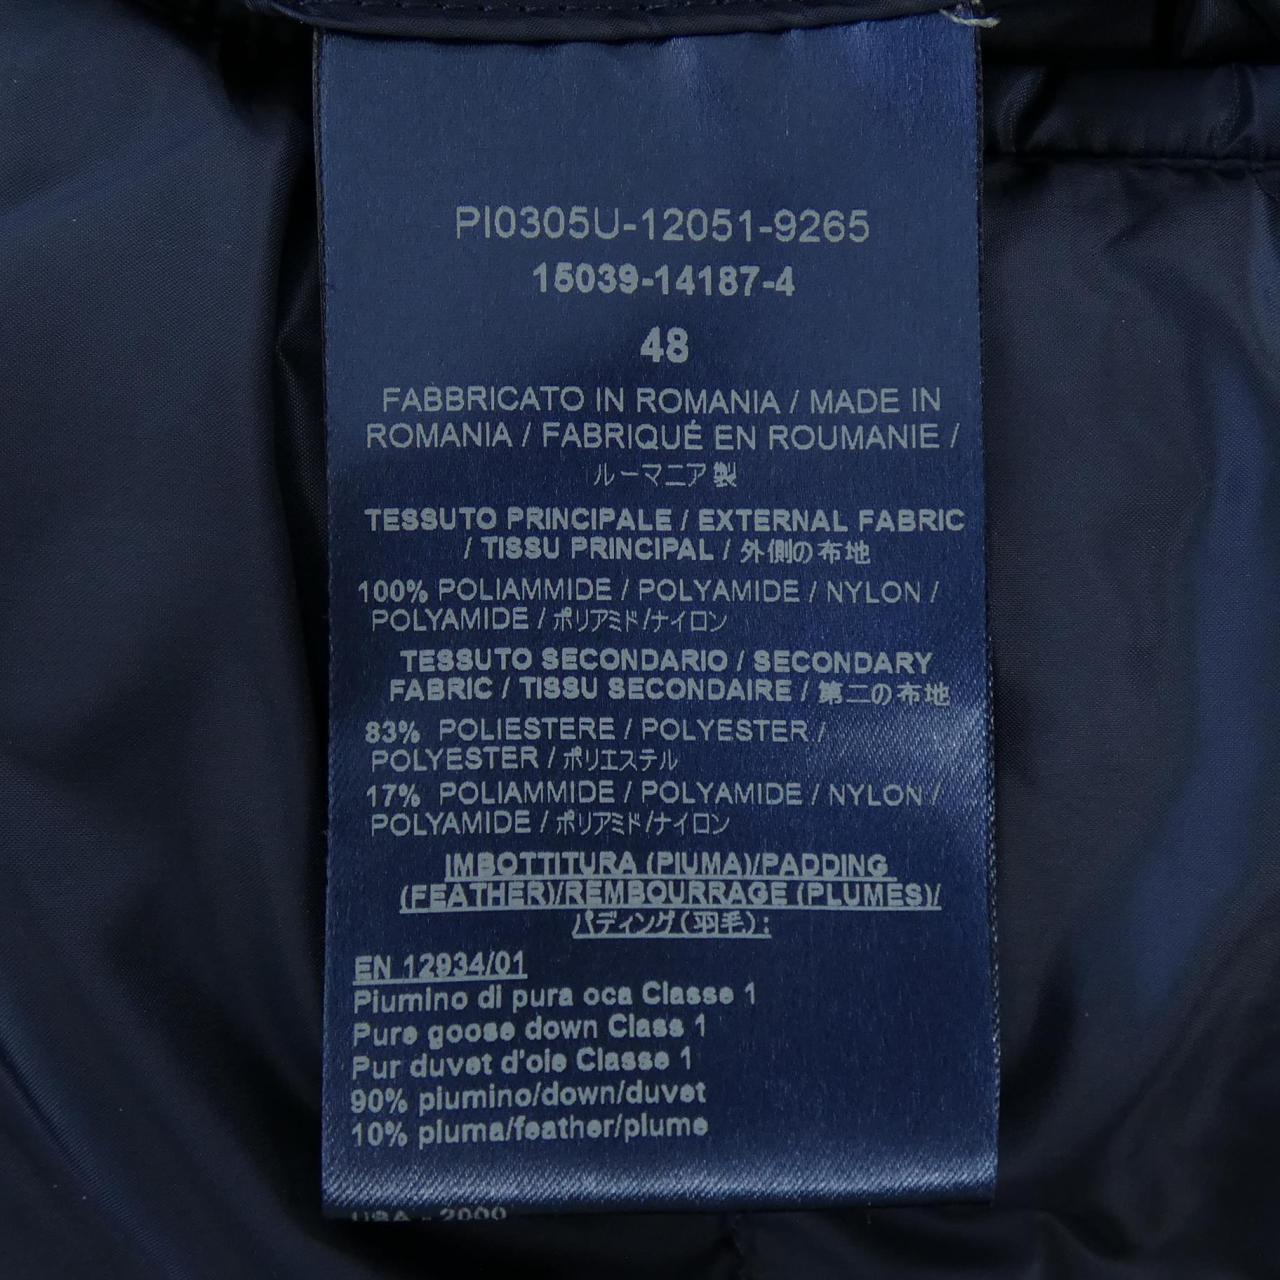 PI0305U-12051-9265
15039-14187-4
48
FABBRICATO IN ROMANIA / MADE IN
ROMANIA / FABRIQUÉ EN ROUMANIE /
ルーマニア製
TESSUTO PRINCIPALE / EXTERNAL FABRIC
/ TISSU PRINCIPAL / 外側の布地
100% POLIAMMIDE / POLYAMIDE / NYLON /
POLYAMIDE / ポリアミド/ナイロン
TESSUTO SECONDARIO / SECONDARY
FABRIC / TISSU SECONDAIRE / 第二の布地
83% POLIESTERE / POLYESTER /
POLYESTER / ポリエステル
17% POLIAMMIDE / POLYAMIDE / NYLON /
POLYAMIDE / ポリアミド/ナイロン
IMBOTTITURA (PIUMA)/PADDING
(FEATHER)/REMBOURRAGE (PLUMES)/
パディング(羽毛):
EN 12934/01
Piumino di pura oca Classe 1
Pure goose down Class 1
Pur duvet d'oie Classe 1
90% piumino/down/duvet
10% piuma/feather/plume
USA - 2000